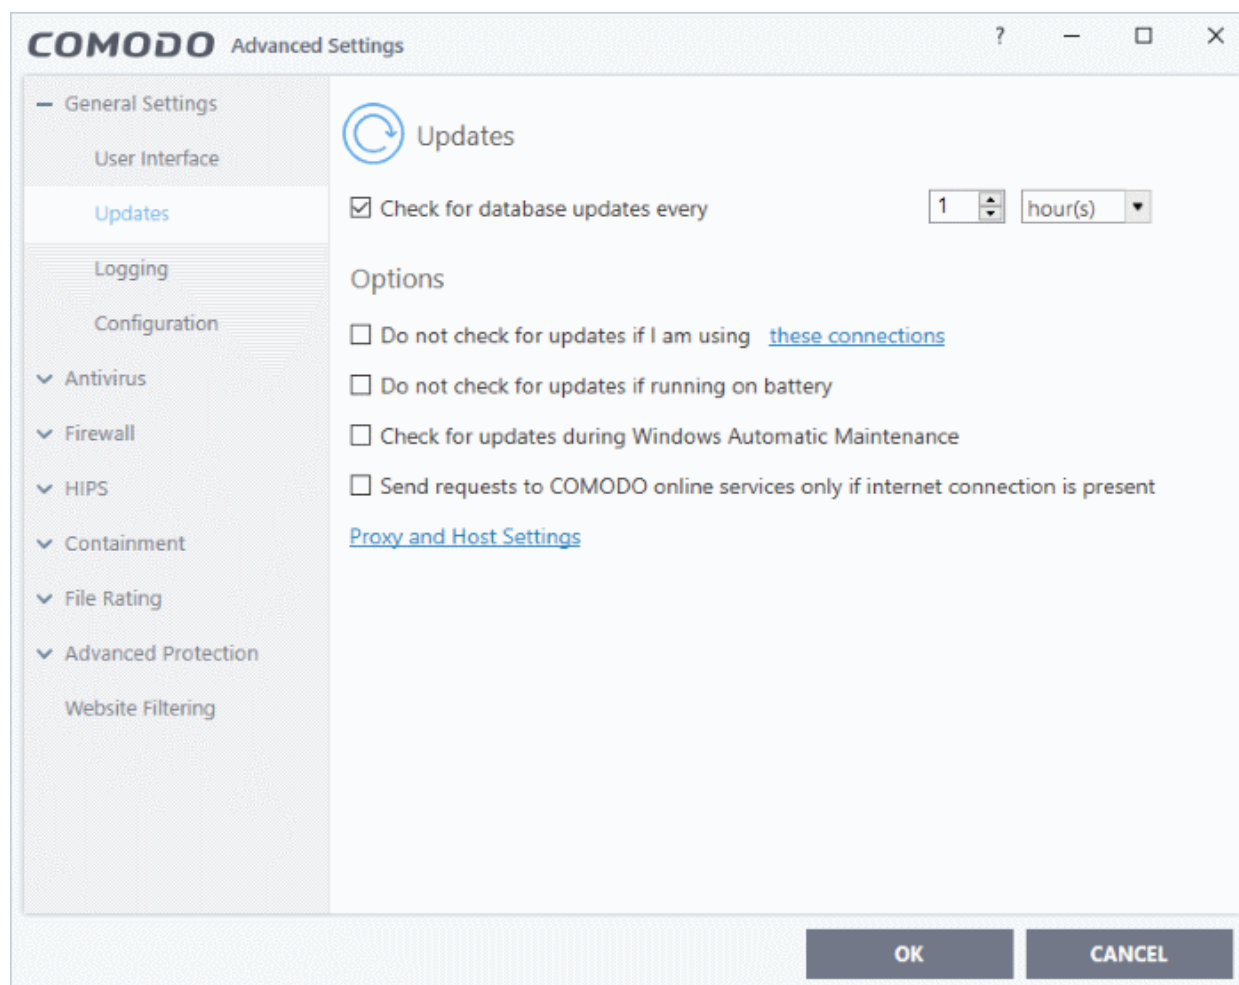 COMODO Advanced Settings ?
General Settings
User Interface
Updates
Logging
Configuration
Antivirus
Firewall
HIPS
Containment
File Rating
Advanced Protection
Website Filtering
Updates
Check for database updates every 1 hour(s)
Options
Do not check for updates if I am using these connections
Do not check for updates if running on battery
Check for updates during Windows Automatic Maintenance
Send requests to COMODO online services only if internet connection is present
Proxy and Host Settings
OK CANCEL